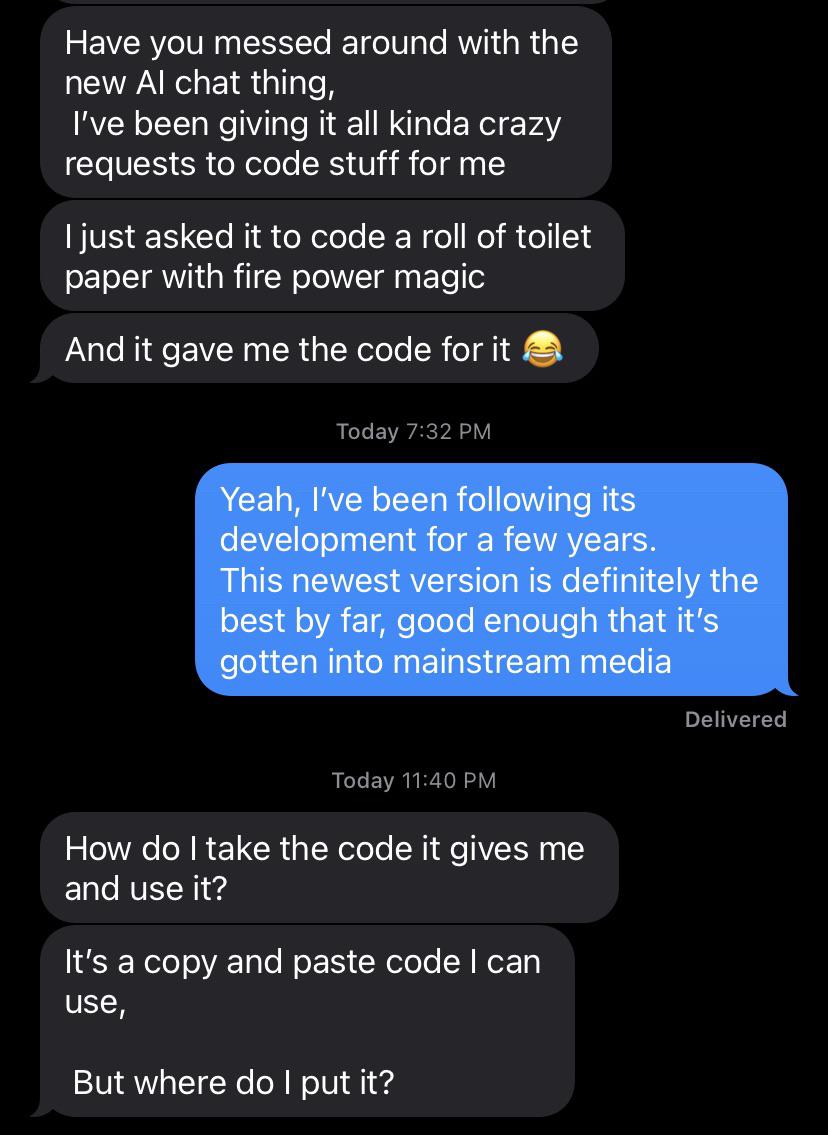 Have you messed around with the
new AI chat thing,
I've been giving it all kinda crazy
requests to code stuff for me
I just asked it to code a roll of toilet
paper with fire power magic
And it gave me the code for it 😂
Today 7:32 PM
Yeah, I've been following its
development for a few years.
This newest version is definitely the
best by far, good enough that it's
gotten into mainstream media
Delivered
Today 11:40 PM
How do I take the code it gives me
and use it?
It's a copy and paste code I can
use,
But where do I put it?